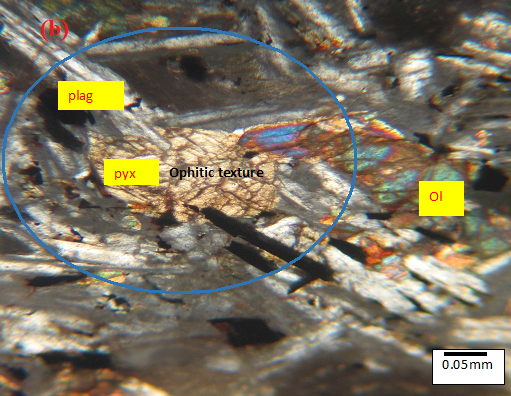 (b)
plag
pyx
Ophitic texture
Ol
0.05mm